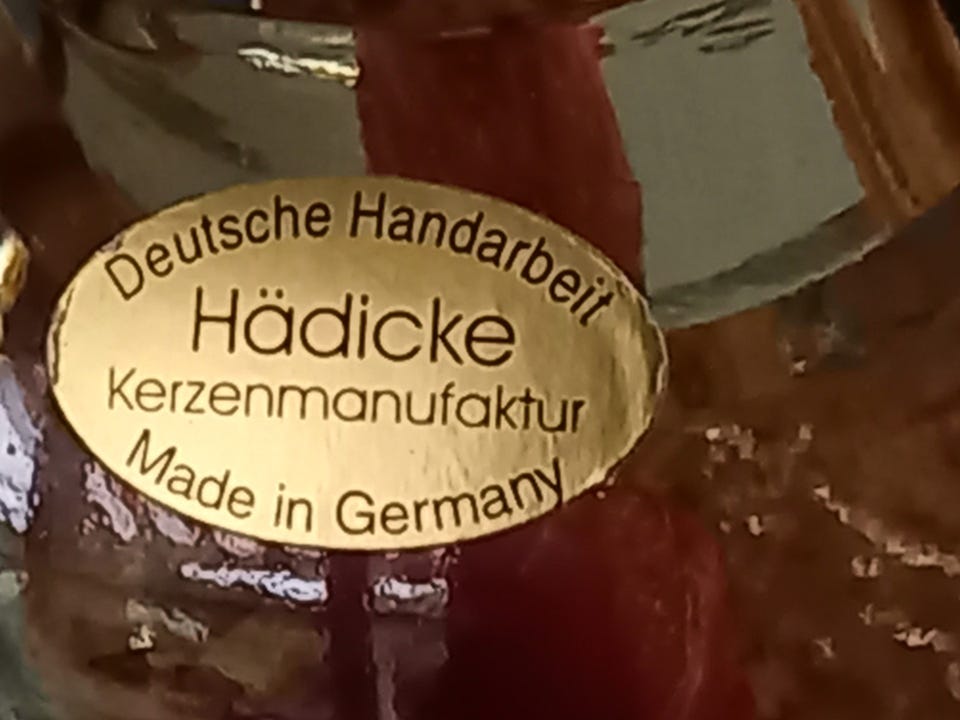 Deutsche Handarbeit
Hädicke
Kerzenmanufaktur
Made in Germany